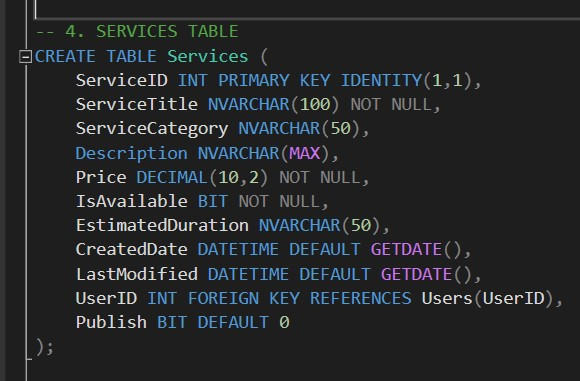 -- 4. SERVICES TABLE
CREATE TABLE Services (
ServiceID INT PRIMARY KEY IDENTITY(1,1),
ServiceTitle NVARCHAR(100) NOT NULL,
ServiceCategory NVARCHAR(50),
Description NVARCHAR(MAX),
Price DECIMAL(10,2) NOT NULL,
IsAvailable BIT NOT NULL,
EstimatedDuration NVARCHAR(50),
CreatedDate DATETIME DEFAULT GETDATE(),
LastModified DATETIME DEFAULT GETDATE(),
UserID INT FOREIGN KEY REFERENCES Users(UserID),
Publish BIT DEFAULT 0
);